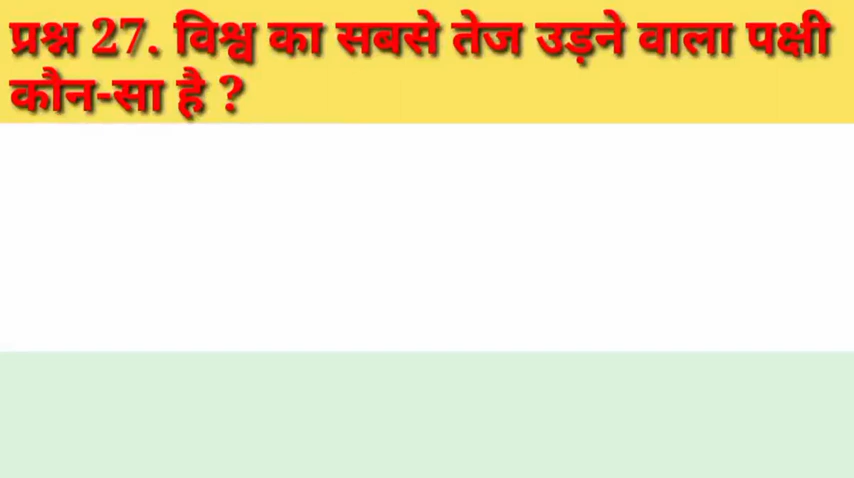 प्रश्न 27. विश्व का सबसे तेज उड़ने वाला पक्षी
कौन-सा है ?